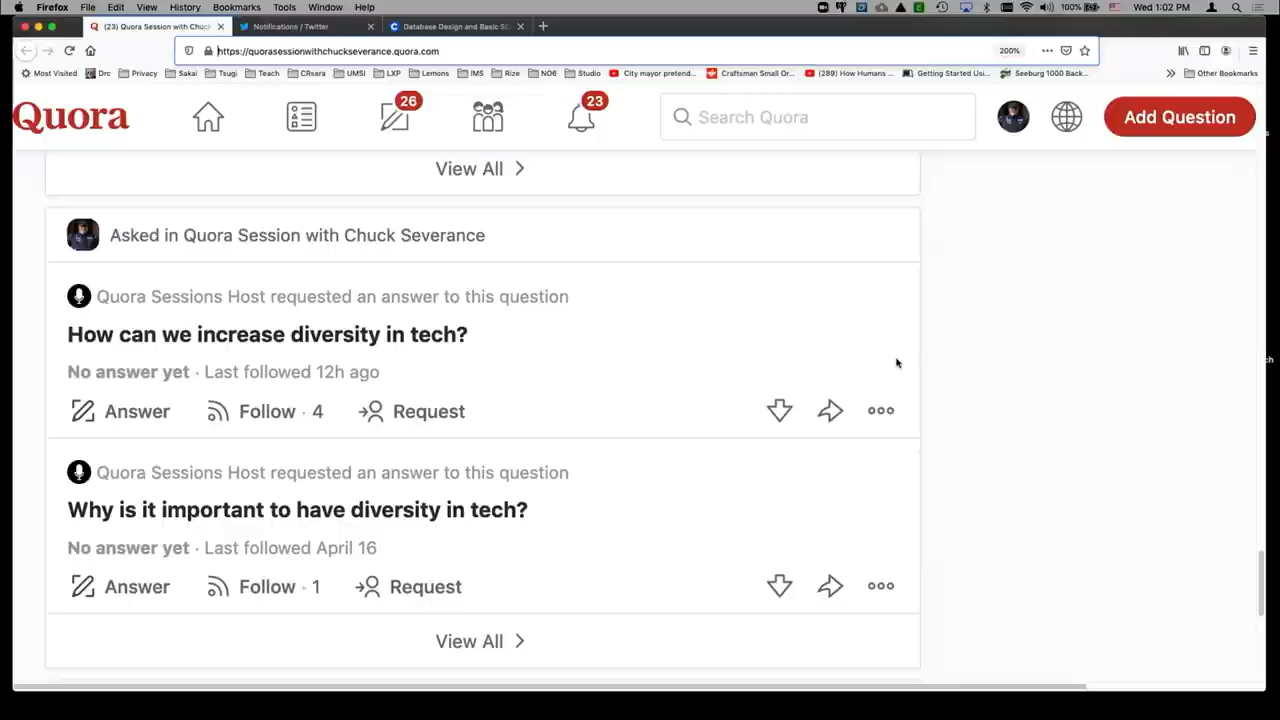 Firefox File Edit View History Bookmarks Tools Window Help 100% Wed 1:02 PM
(23) Quora Session with Chuck Notifications / Twitter Database Design and Basic SQ
https://quorasessionwithchuckseverance.quora.com 200%
Most Visited Drc Privacy Sakai Tsugi Teach CRsera UMSI LXP Lemons IMS Rize NO6 Studio City mayor pretend... Craftsman Small Or... (289) How Humans ... Getting Started Usi... Seeburg 1000 Back... Other Bookmarks
Quora 26 23 Search Quora Add Question
View All
Asked in Quora Session with Chuck Severance
Quora Sessions Host requested an answer to this question
How can we increase diversity in tech?
No answer yet · Last followed 12h ago
Answer Follow · 4 Request
Quora Sessions Host requested an answer to this question
Why is it important to have diversity in tech?
No answer yet · Last followed April 16
Answer Follow · 1 Request
View All